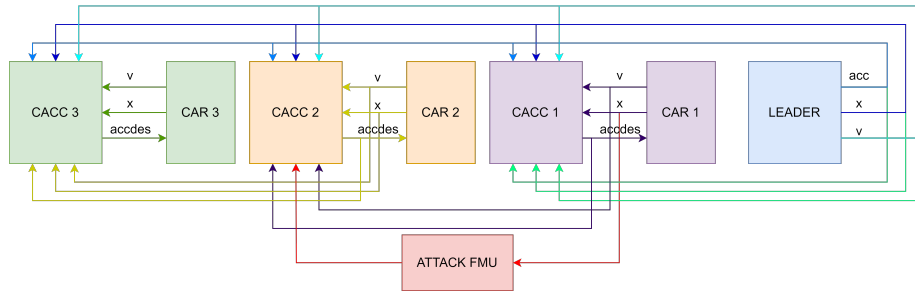 acc
v
v
v
CACC 3
CAR 3
CACC 2
CAR 2
CACC 1
CAR 1
LEADER
x
x
x
x
accdes
accdes
accdes
v
ATTACK FMU